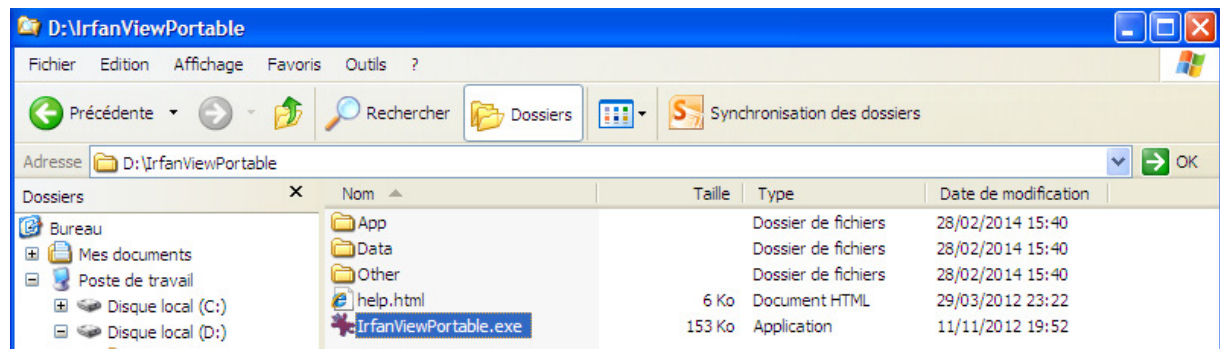 D:\IrfanViewPortable
Fichier Edition Affichage Favoris Outils ?
Précédente Rechercher Dossiers Synchronisation des dossiers
Adresse D:\IrfanViewPortable OK
Dossiers Nom Taille Type Date de modification
Bureau App Dossier de fichiers 28/02/2014 15:40
Mes documents Data Dossier de fichiers 28/02/2014 15:40
Poste de travail Other Dossier de fichiers 28/02/2014 15:40
Disque local (C:) help.html 6 Ko Document HTML 29/03/2012 23:22
Disque local (D:) IrfanViewPortable.exe 153 Ko Application 11/11/2012 19:52